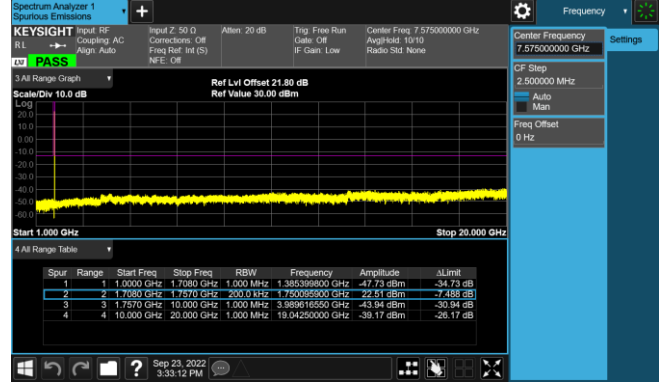 Spectrum Analyzer 1
Spurious Emissions
Frequency
KEYSIGHT
RL
Input: RF
Coupling: AC
Align: Auto
Input Z: 50 Ω
Corrections: Off
Freq Ref: Int (S)
NFE: Off
Atten: 20 dB
Trig: Free Run
Gate: Off
IF Gain: Low
Center Freq: 7.575000000 GHz
Avg|Hold: 10/10
Radio Std: None
PASS
Center Frequency
7.575000000 GHz
Settings
CF Step
2.500000 MHz
Auto
Man
Freq Offset
0 Hz
3 All Range Graph
Scale/Div 10.0 dB
Ref Lvl Offset 21.80 dB
Ref Value 30.00 dBm
Log
20.0
10.0
0.00
-10.0
-20.0
-30.0
-40.0
-50.0
-60.0
Start 1.000 GHz
Stop 20.000 GHz
4 All Range Table
Spur Range Start Freq Stop Freq RBW Frequency Amplitude ΔLimit
1 1 1.0000 GHz 1.7080 GHz 1.000 MHz 1.385399800 GHz -47.73 dBm -34.73 dB
2 2 1.7080 GHz 1.7570 GHz 200.0 kHz 1.750095900 GHz 22.51 dBm -7.488 dB
3 3 1.7570 GHz 10.000 GHz 1.000 MHz 3.989616550 GHz -43.94 dBm -30.94 dB
4 4 10.000 GHz 20.000 GHz 1.000 MHz 19.04250000 GHz -39.17 dBm -26.17 dB
Sep 23, 2022
3:33:12 PM